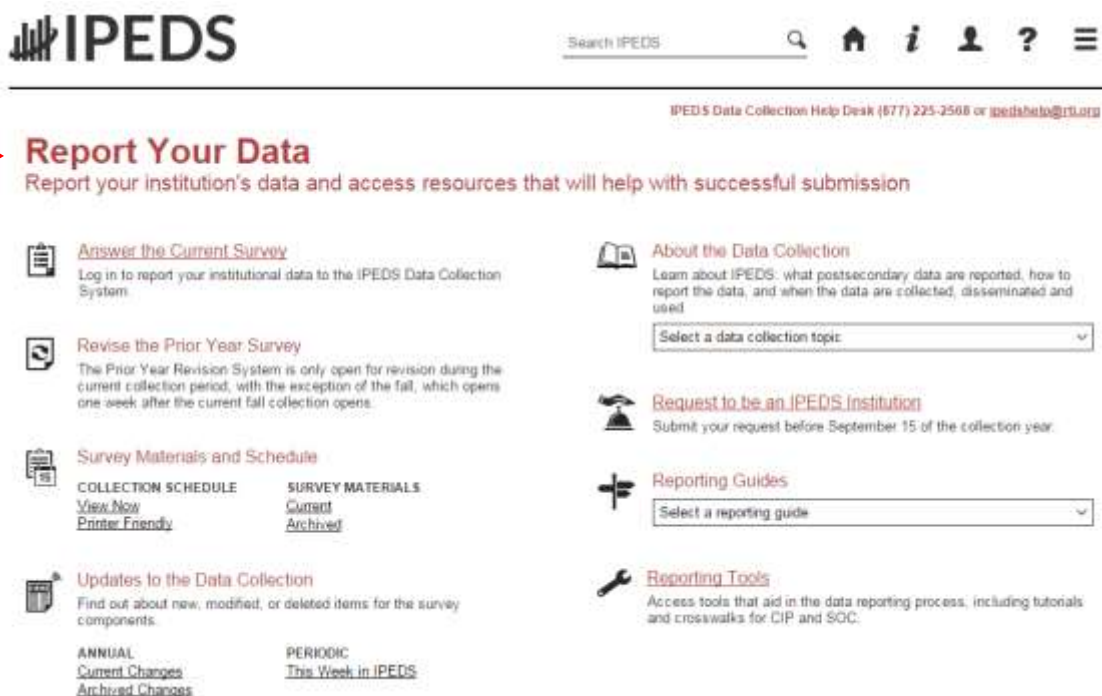 IPEDS
Search IPEDS
IPEDS Data Collection Help Desk (877) 225-2568 or ipedshelp@rti.org
Report Your Data
Report your institution's data and access resources that will help with successful submission
Answer the Current Survey
Log in to report your institutional data to the IPEDS Data Collection
System.
Revise the Prior Year Survey
The Prior Year Revision System is only open for revision during the
current collection period, with the exception of the fall, which opens
one week after the current fall collection opens.
Survey Materials and Schedule
COLLECTION SCHEDULE SURVEY MATERIALS
View Now Current
Printer Friendly Archived
Updates to the Data Collection
Find out about new, modified, or deleted items for the survey
components.
ANNUAL PERIODIC
Current Changes This Week in IPEDS
Archived Changes
About the Data Collection
Learn about IPEDS: what postsecondary data are reported, how to
report the data, and when the data are collected, disseminated and
used
Select a data collection topic
Request to be an IPEDS Institution
Submit your request before September 15 of the collection year.
Reporting Guides
Select a reporting guide
Reporting Tools
Access tools that aid in the data reporting process, including tutorials
and crosswalks for CIP and SOC.